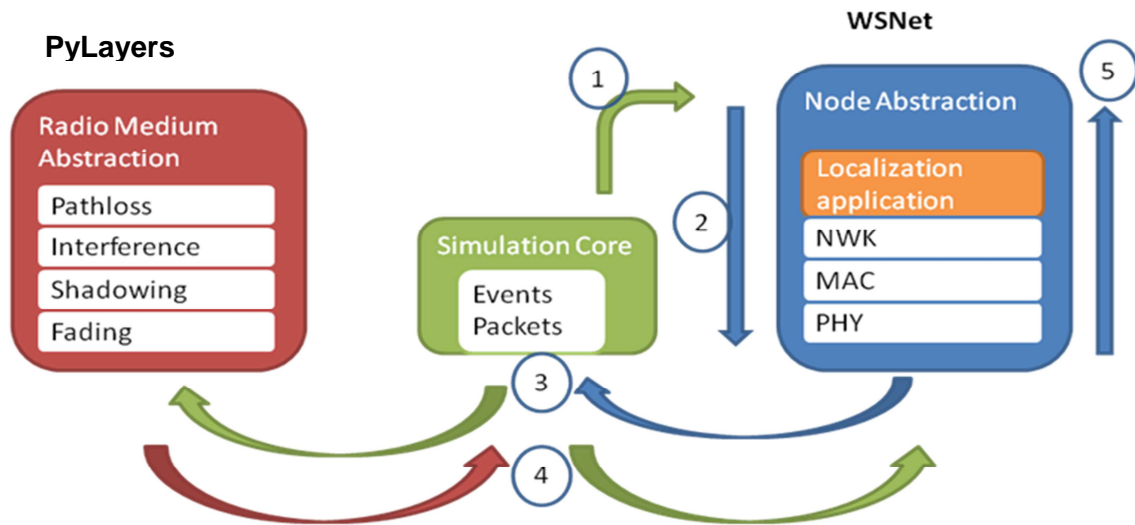 PyLayers
WSNet
Radio Medium
Abstraction
Pathloss
Interference
Shadowing
Fading
1
Simulation Core
Events
Packets
2
Node Abstraction
Localization
application
NWK
MAC
PHY
5
3
4